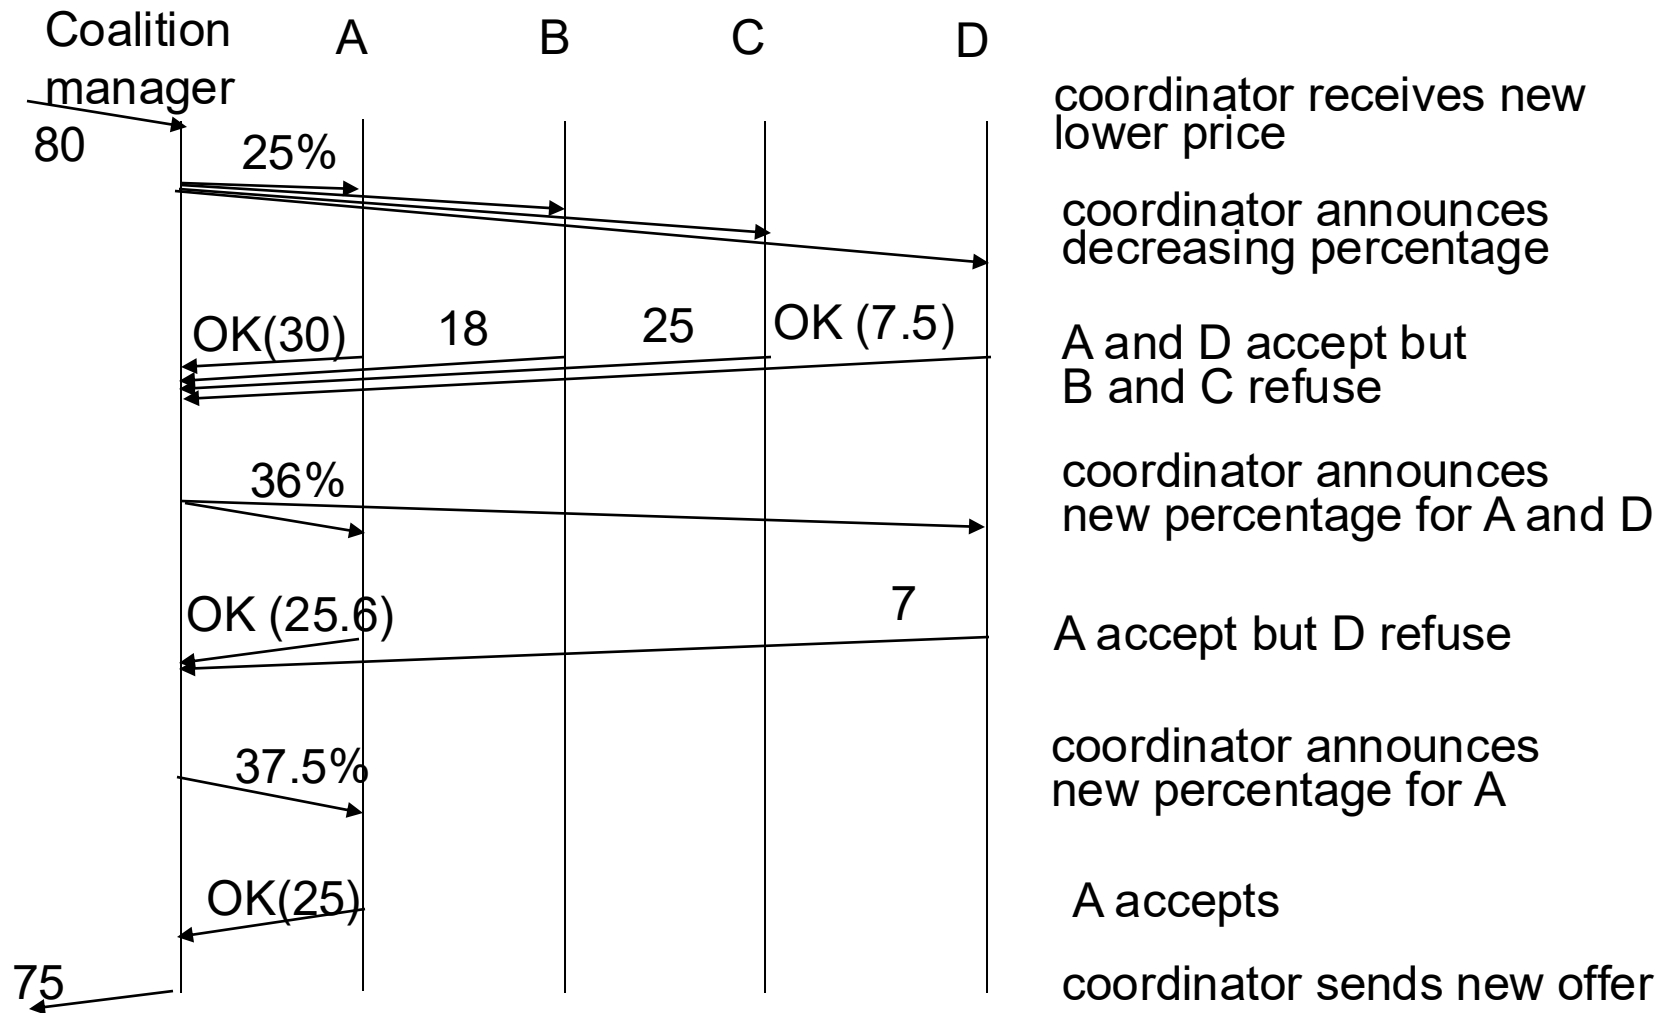 Coalition
manager
A
B
C
D
coordinator receives new
lower price
80
25%
coordinator announces
decreasing percentage
OK(30)
18
25
OK (7.5)
A and D accept but
B and C refuse
36%
coordinator announces
new percentage for A and D
OK (25.6)
7
A accept but D refuse
37.5%
coordinator announces
new percentage for A
OK(25)
A accepts
75
coordinator sends new offer